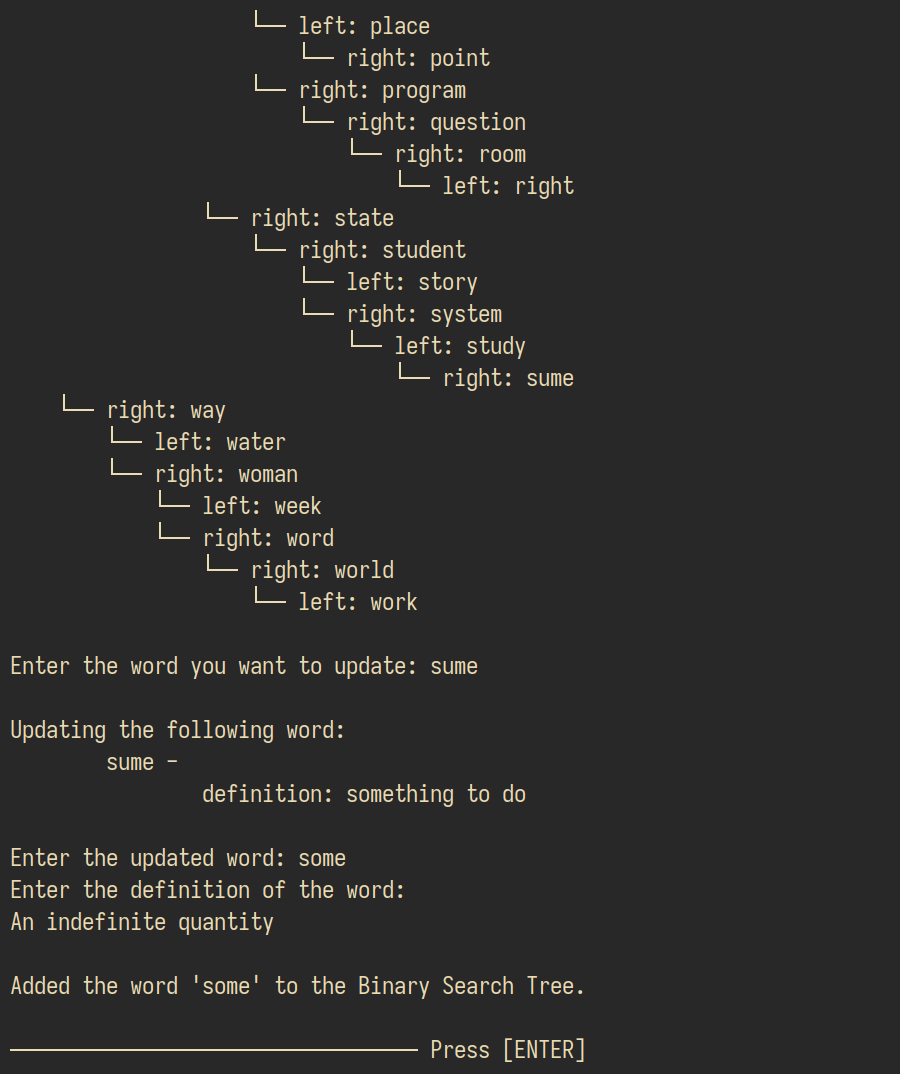 └── left: place
└── right: point
└── right: program
└── right: question
└── right: room
└── left: right
└── right: state
└── right: student
└── left: story
└── right: system
└── left: study
└── right: sume
└── right: way
└── left: water
└── right: woman
└── left: week
└── right: word
└── right: world
└── left: work
Enter the word you want to update: sume
Updating the following word:
sume -
definition: something to do
Enter the updated word: some
Enter the definition of the word:
An indefinite quantity
Added the word 'some' to the Binary Search Tree.
────────────────────────────────── Press [ENTER]